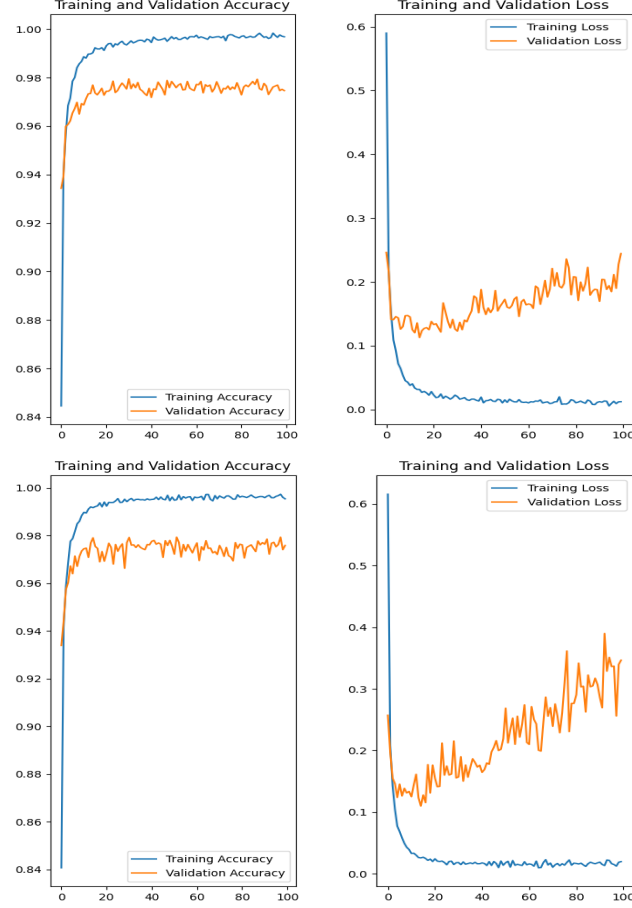 Training and Validation Accuracy
1.00
0.98
0.96
0.94
0.92
0.90
0.88
0.86
0.84
Training Accuracy
Validation Accuracy
0 20 40 60 80 100
Training and Validation Loss
0.6
0.5
0.4
0.3
0.2
0.1
0.0
Training Loss
Validation Loss
0 20 40 60 80 100
Training and Validation Accuracy
1.00
0.98
0.96
0.94
0.92
0.90
0.88
0.86
0.84
Training Accuracy
Validation Accuracy
0 20 40 60 80 100
Training and Validation Loss
0.6
0.5
0.4
0.3
0.2
0.1
0.0
Training Loss
Validation Loss
0 20 40 60 80 100